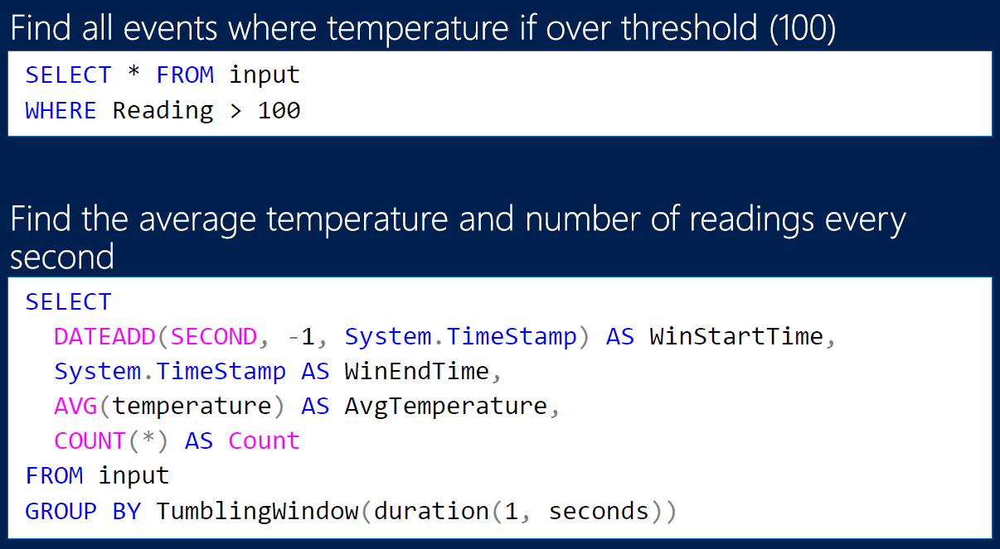 Find all events where temperature if over threshold (100)
SELECT * FROM input
WHERE Reading > 100
Find the average temperature and number of readings every
second
SELECT
DATEADD(SECOND, -1, System.TimeStamp) AS WinStartTime,
System.TimeStamp AS WinEndTime,
AVG(temperature) AS AvgTemperature,
COUNT(*) AS Count
FROM input
GROUP BY TumblingWindow(duration(1, seconds))